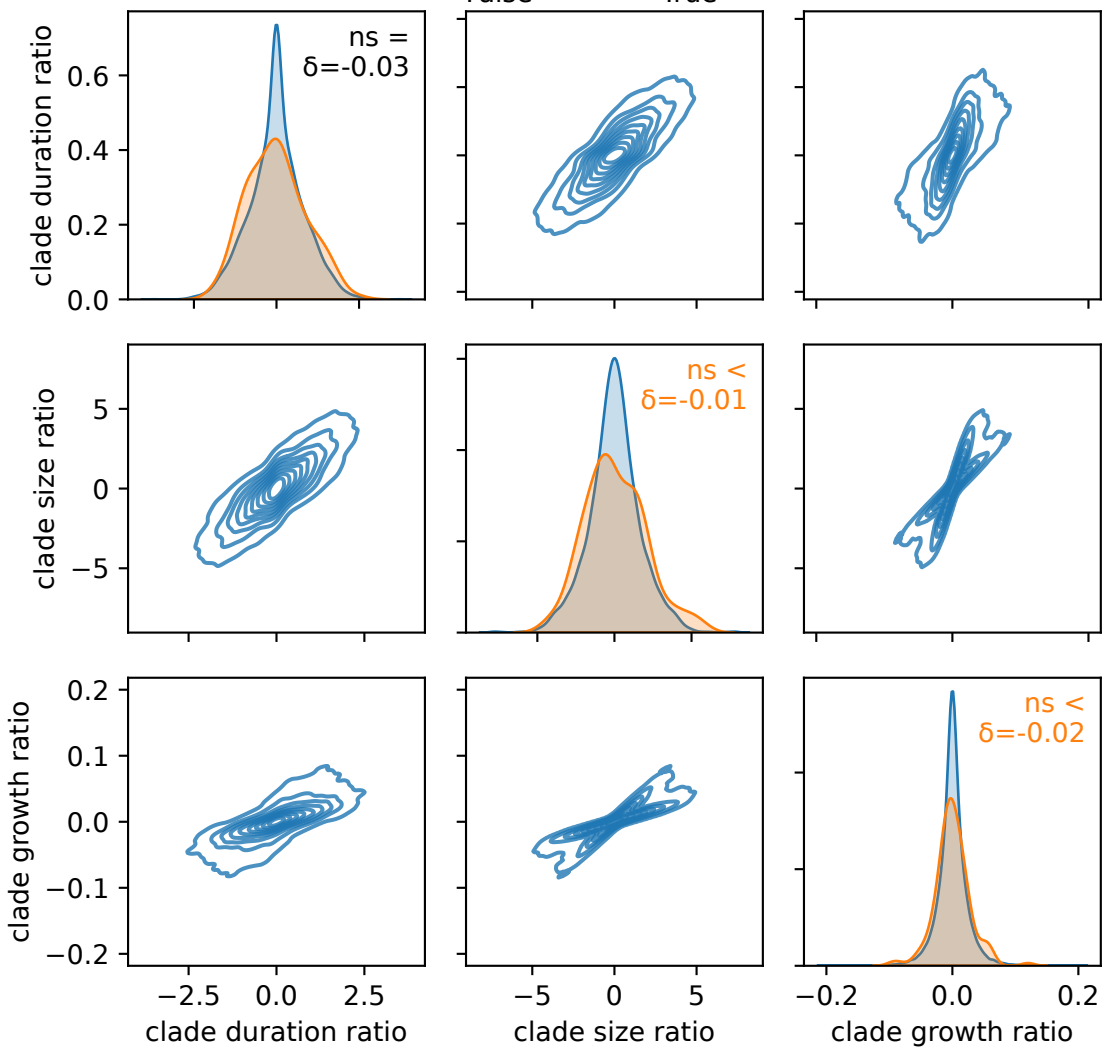 ns =
δ=-0.03
clade duration ratio
0.6
0.4
0.2
0.0
ns <
δ=-0.01
clade size ratio
5
0
−5
ns <
δ=-0.02
clade growth ratio
0.2
0.1
0.0
−0.1
−0.2
−2.5 0.0 2.5
−5 0 5
−0.2 0.0 0.2
clade duration ratio
clade size ratio
clade growth ratio